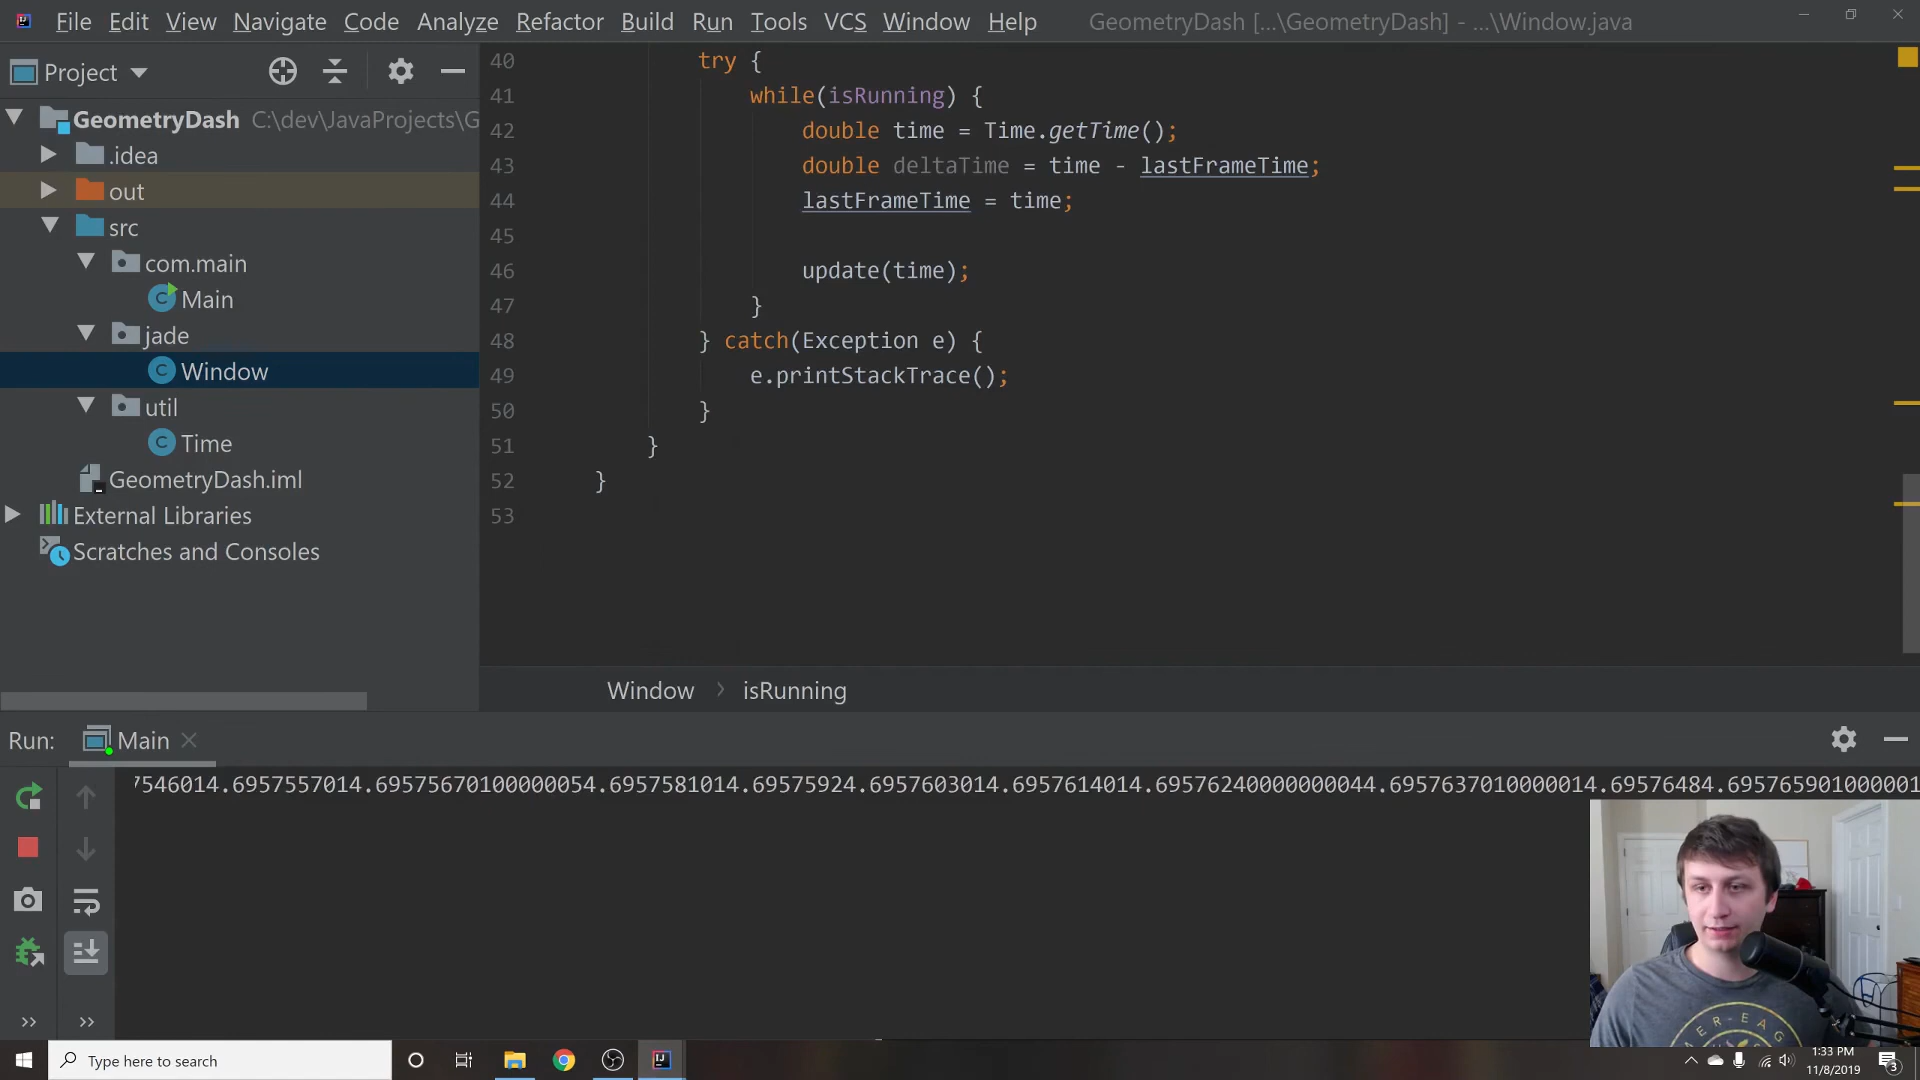 File Edit View Navigate Code Analyze Refactor Build Run Tools VCS Window Help GeometryDash [...\GeometryDash] - ...\Window.java
Project
GeometryDash C:\dev\JavaProjects\G
.idea
out
src
com.main
Main
jade
Window
util
Time
GeometryDash.iml
External Libraries
Scratches and Consoles
40 try {
41 while(isRunning) {
42 double time = Time.getTime();
43 double deltaTime = time - lastFrameTime;
44 lastFrameTime = time;
45
46 update(time);
47 }
48 } catch(Exception e) {
49 e.printStackTrace();
50 }
51 }
52 }
53
Window > isRunning
Run: Main
7546014.6957557014.69575670100000054.6957581014.69575924.6957603014.6957614014.69576240000000044.6957637010000014.69576484.695765901000001
ER-EAG
Type here to search
1:33 PM
11/8/2019
3